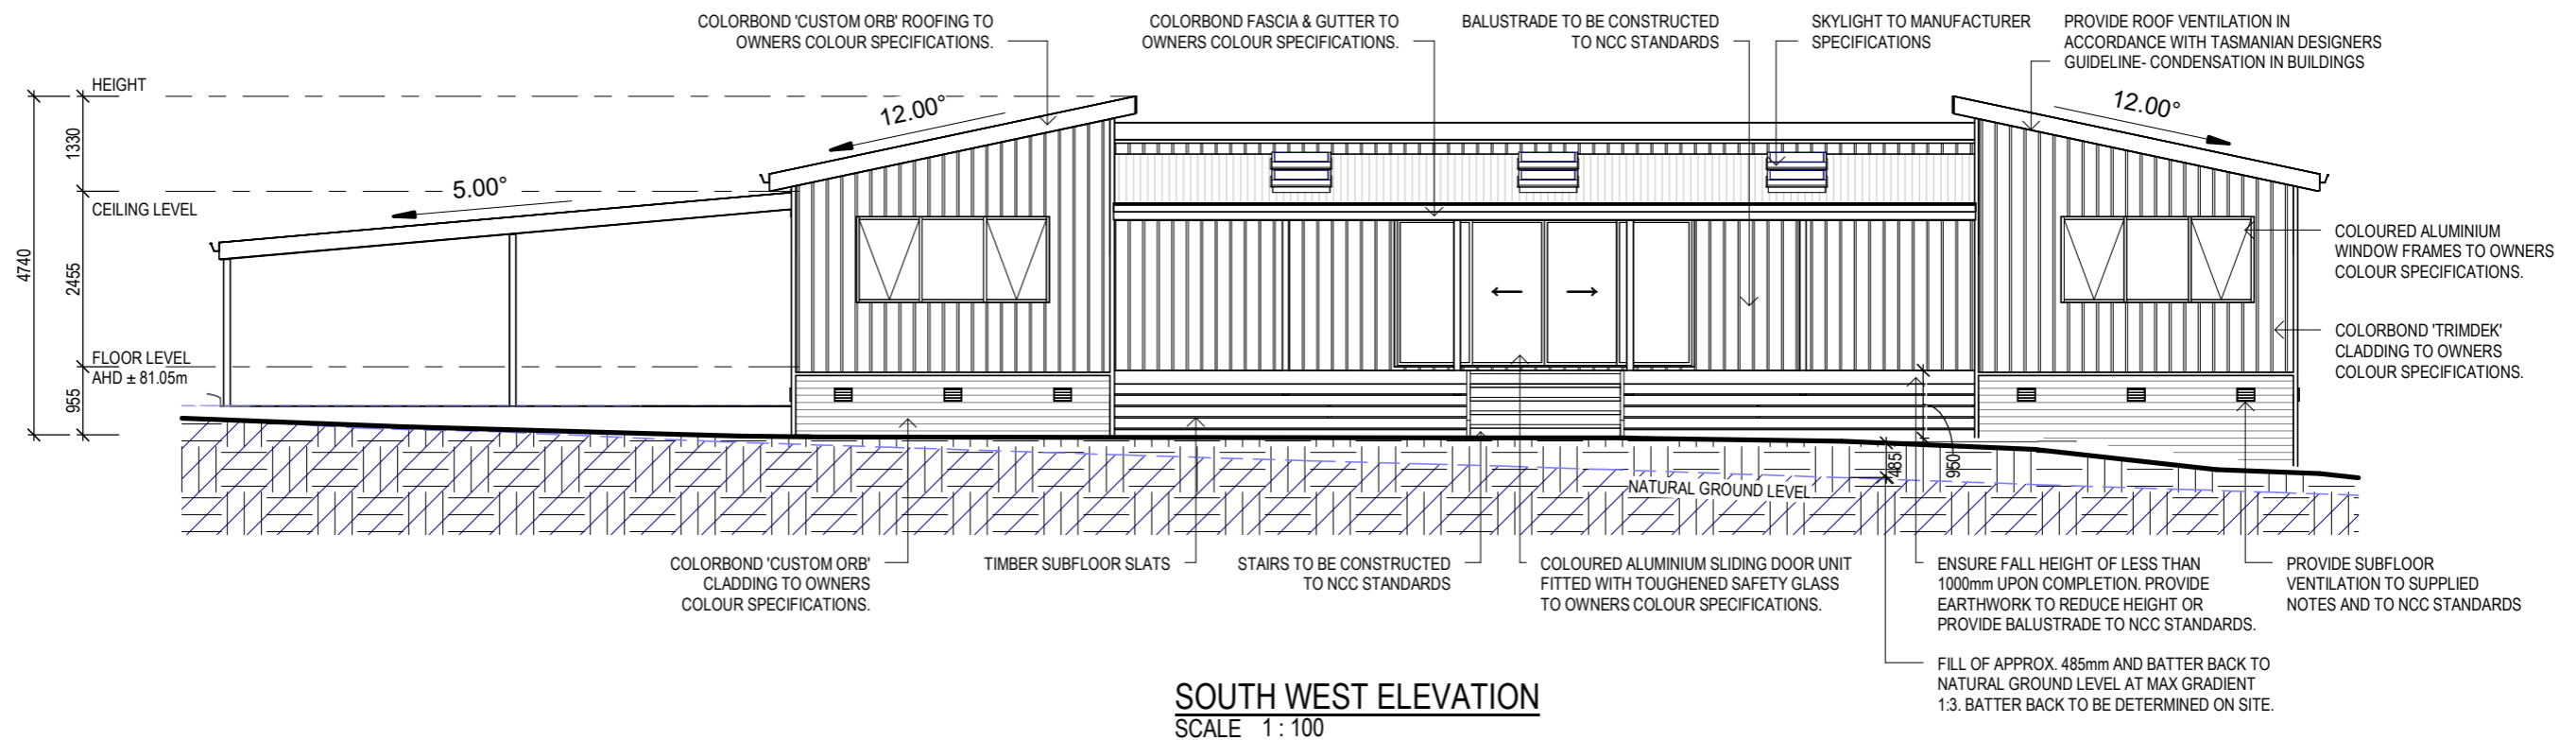 COLORBOND 'CUSTOM ORB' ROOFING TO
OWNERS COLOUR SPECIFICATIONS.
COLORBOND FASCIA & GUTTER TO
OWNERS COLOUR SPECIFICATIONS.
BALUSTRADE TO BE CONSTRUCTED
TO NCC STANDARDS
SKYLIGHT TO MANUFACTURER
SPECIFICATIONS
PROVIDE ROOF VENTILATION IN
ACCORDANCE WITH TASMANIAN DESIGNERS
GUIDELINE- CONDENSATION IN BUILDINGS
HEIGHT
12.00°
12.00°
1330
5.00°
CEILING LEVEL
4740
2455
COLOURED ALUMINIUM
WINDOW FRAMES TO OWNERS
COLOUR SPECIFICATIONS.
COLORBOND 'TRIMDEK'
CLADDING TO OWNERS
COLOUR SPECIFICATIONS.
FLOOR LEVEL
AHD ± 81.05m
955
485
950
NATURAL GROUND LEVEL
COLORBOND 'CUSTOM ORB'
CLADDING TO OWNERS
COLOUR SPECIFICATIONS.
TIMBER SUBFLOOR SLATS
STAIRS TO BE CONSTRUCTED
TO NCC STANDARDS
COLOURED ALUMINIUM SLIDING DOOR UNIT
FITTED WITH TOUGHENED SAFETY GLASS
TO OWNERS COLOUR SPECIFICATIONS.
ENSURE FALL HEIGHT OF LESS THAN
1000mm UPON COMPLETION. PROVIDE
EARTHWORK TO REDUCE HEIGHT OR
PROVIDE BALUSTRADE TO NCC STANDARDS.
PROVIDE SUBFLOOR
VENTILATION TO SUPPLIED
NOTES AND TO NCC STANDARDS
FILL OF APPROX. 485mm AND BATTER BACK TO
NATURAL GROUND LEVEL AT MAX GRADIENT
1:3. BATTER BACK TO BE DETERMINED ON SITE.
SOUTH WEST ELEVATION
SCALE 1 : 100